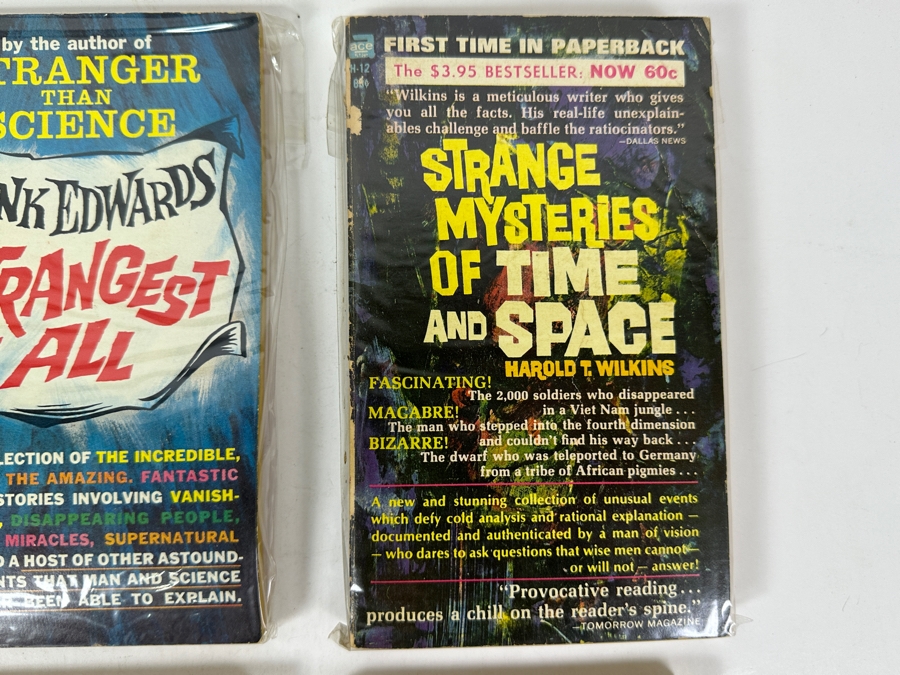 by the author of
TRANGER
THAN
SCIENCE
NK EDWARDS
TRANGEST
ALL
LECTION OF THE INCREDIBLE,
THE AMAZING. FANTASTIC
STORIES INVOLVING VANISH-
, DISAPPEARING PEOPLE,
MIRACLES, SUPERNATURAL
D A HOST OF OTHER ASTOUND-
NTS THAT MAN AND SCIENCE
BEEN ABLE TO EXPLAIN.
ace
H-12
60¢
FIRST TIME IN PAPERBACK
The $3.95 BESTSELLER: NOW 60c
"Wilkins is a meticulous writer who gives
you all the facts. His real-life unexplain-
ables challenge and baffle the ratiocinators."
—DALLAS NEWS
STRANGE
MYSTERIES
OF TIME
AND SPACE
HAROLD T. WILKINS
FASCINATING!
The 2,000 soldiers who disappeared
MACABRE! in a Viet Nam jungle . . .
The man who stepped into the fourth dimension
BIZARRE! and couldn't find his way back . . .
The dwarf who was teleported to Germany
from a tribe of African pigmies . . .
A new and stunning collection of unusual events
which defy cold analysis and rational explanation —
documented and authenticated by a man of vision
— who dares to ask questions that wise men cannot —
or will not — answer!
"Provocative reading . . .
produces a chill on the reader's spine."
—TOMORROW MAGAZINE